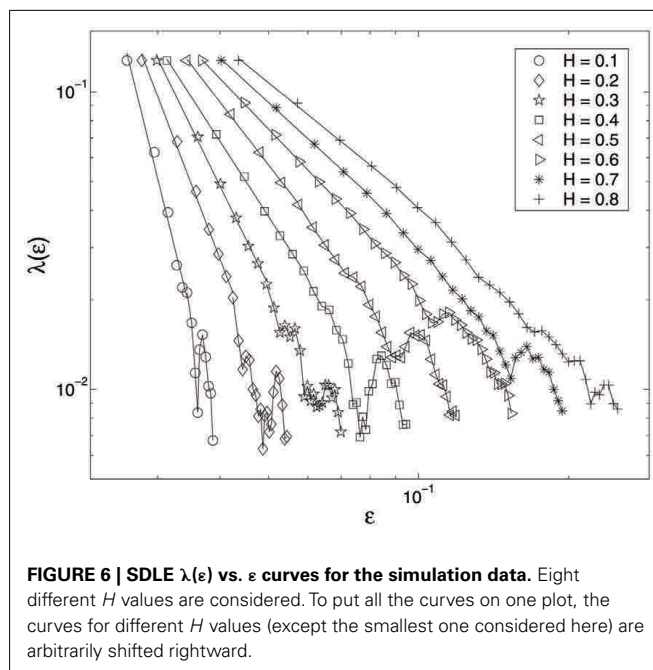 10⁻¹
10⁻²
λ(ε)
10⁻¹
ε
H = 0.1
H = 0.2
H = 0.3
H = 0.4
H = 0.5
H = 0.6
H = 0.7
H = 0.8
FIGURE 6 | SDLE λ(ε) vs. ε curves for the simulation data. Eight
different H values are considered. To put all the curves on one plot, the
curves for different H values (except the smallest one considered here) are
arbitrarily shifted rightward.